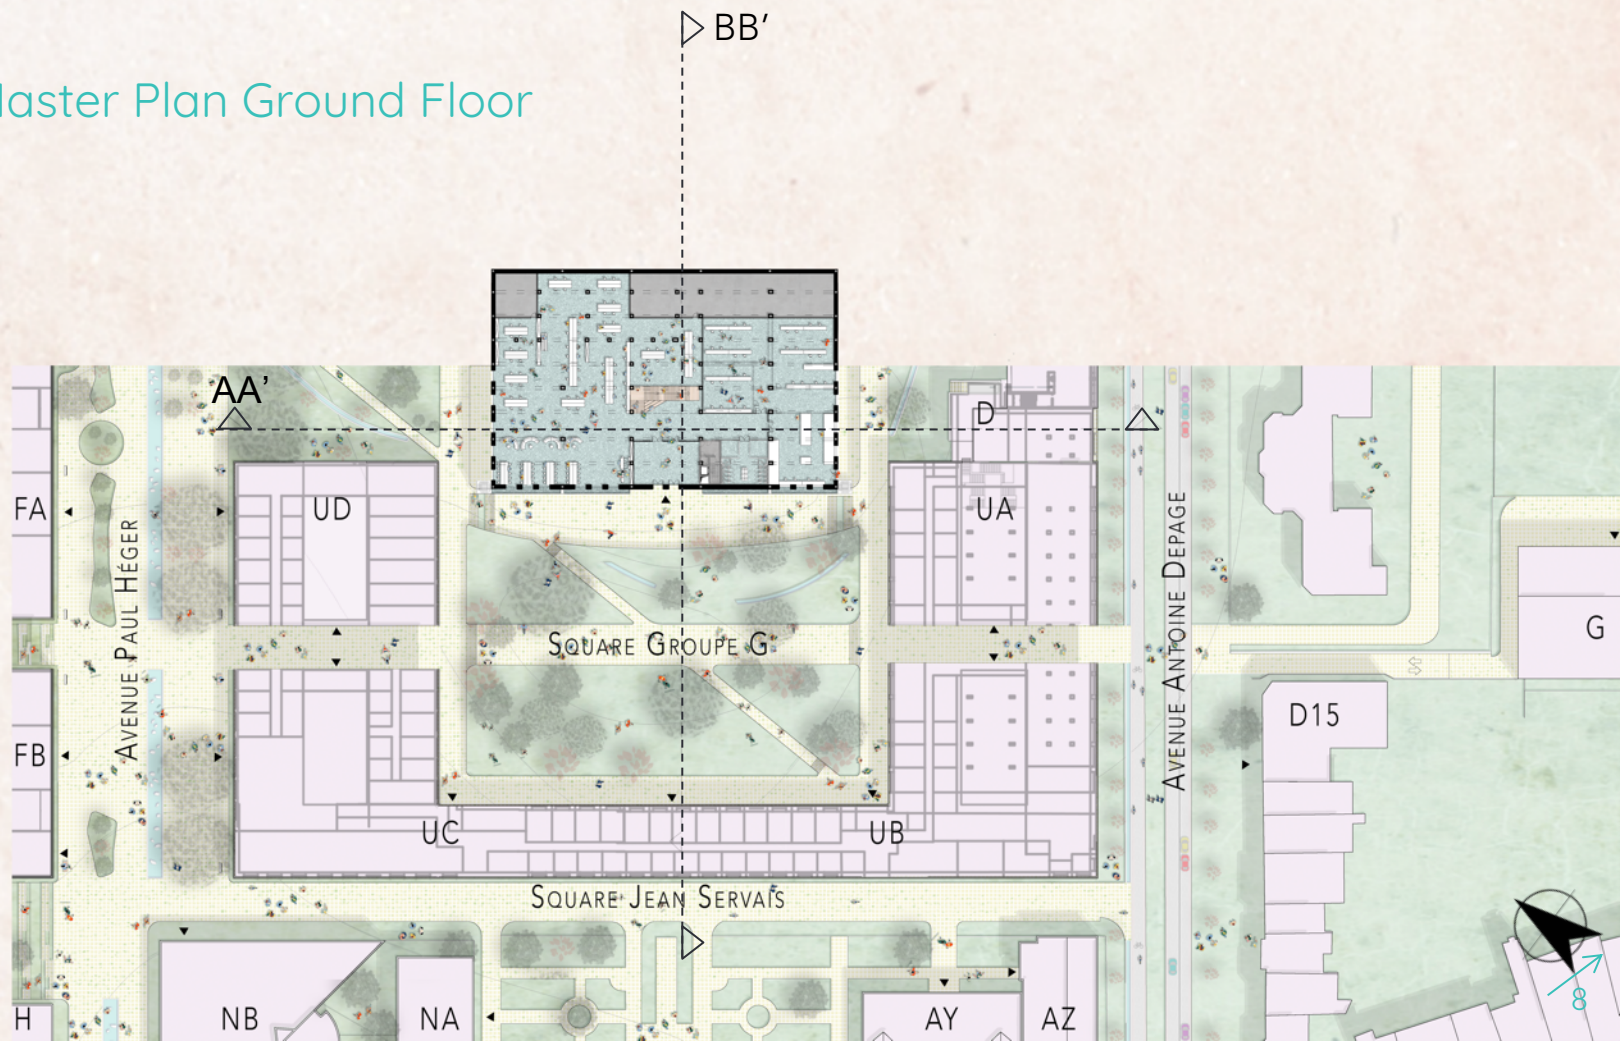 BB’
aster Plan Ground Floor
AA’
D
FA
UD
UA
AVENUE PAUL HÉGER
AVENUE ANTOINE DEPAGE
SQUARE GROUPE G
G
D15
FB
UC
UB
SQUARE JEAN SERVAIS
H
NB
NA
AY
AZ
8